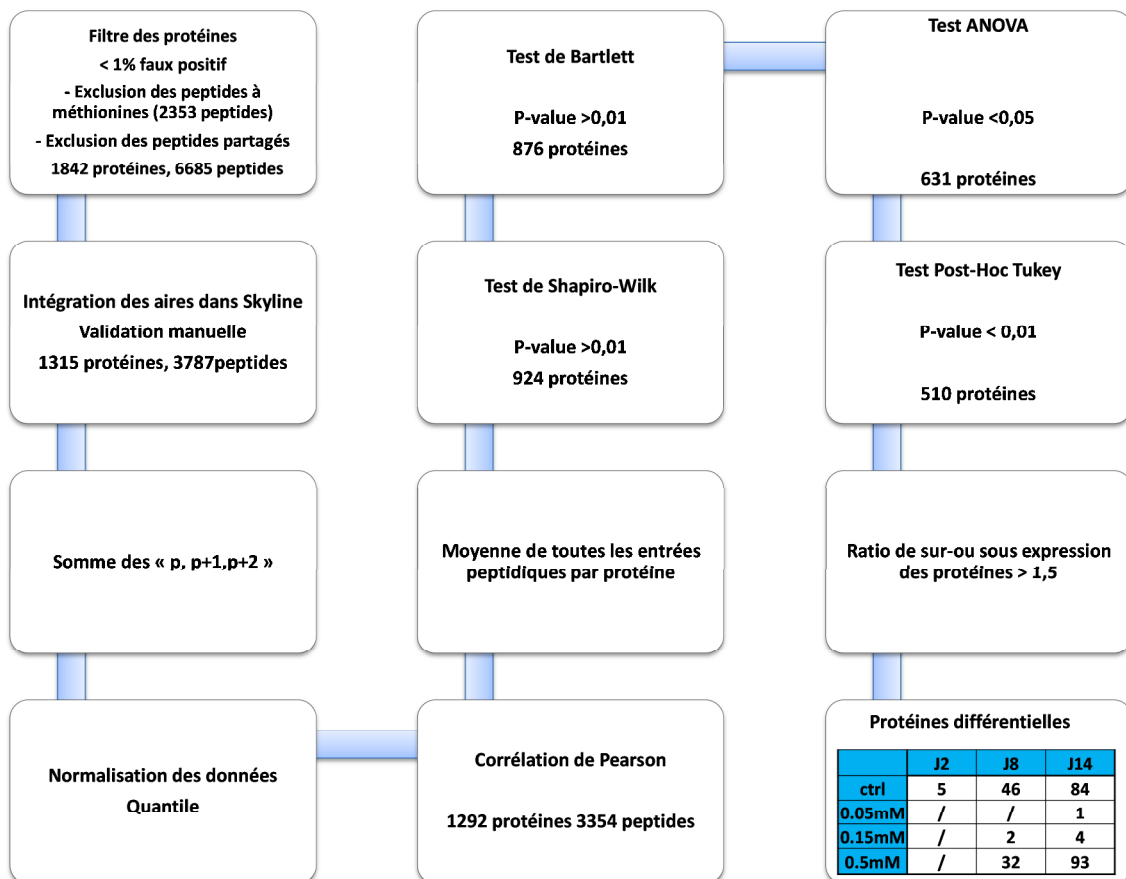 Filtre des protéines
< 1% faux positif
- Exclusion des peptides à
méthionines (2353 peptides)
- Exclusion des peptides partagés
1842 protéines, 6685 peptides
Intégration des aires dans Skyline
Validation manuelle
1315 protéines, 3787peptides
Somme des « p, p+1,p+2 »
Normalisation des données
Quantile
Corrélation de Pearson
1292 protéines 3354 peptides
Moyenne de toutes les entrées
peptidiques par protéine
Test de Shapiro-Wilk
P-value >0,01
924 protéines
Test de Bartlett
P-value >0,01
876 protéines
Test ANOVA
P-value <0,05
631 protéines
Test Post-Hoc Tukey
P-value < 0,01
510 protéines
Ratio de sur-ou sous expression
des protéines > 1,5
Protéines différentielles
J2 J8 J14
ctrl 5 46 84
0.05mM / / 1
0.15mM / 2 4
0.5mM / 32 93